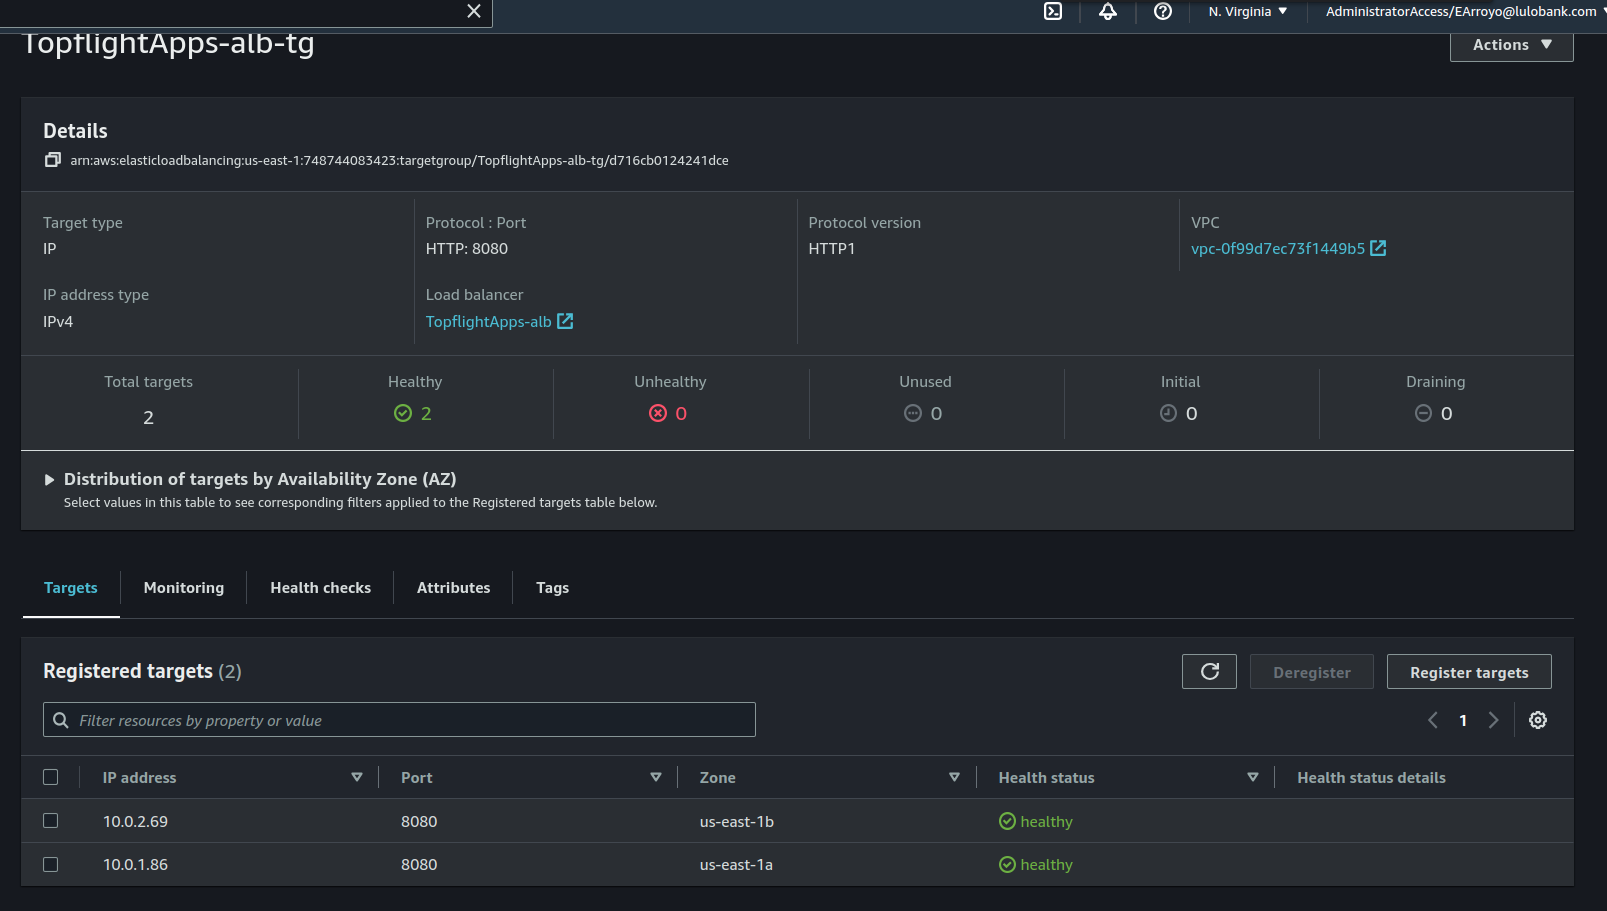 N. Virginia AdministratorAccess/EArroyo@lulobank.com
TopflightApps-alb-tg
Actions
Details
arn:aws:elasticloadbalancing:us-east-1:748744083423:targetgroup/TopflightApps-alb-tg/d716cb0124241dce
Target type Protocol : Port Protocol version VPC
IP HTTP: 8080 HTTP1 vpc-0f99d7ec73f1449b5
IP address type Load balancer
IPv4 TopflightApps-alb
Total targets Healthy Unhealthy Unused Initial Draining
2 2 0 0 0 0
Distribution of targets by Availability Zone (AZ)
Select values in this table to see corresponding filters applied to the Registered targets table below.
Targets Monitoring Health checks Attributes Tags
Registered targets (2) Deregister Register targets
Filter resources by property or value 1
IP address Port Zone Health status Health status details
10.0.2.69 8080 us-east-1b healthy
10.0.1.86 8080 us-east-1a healthy